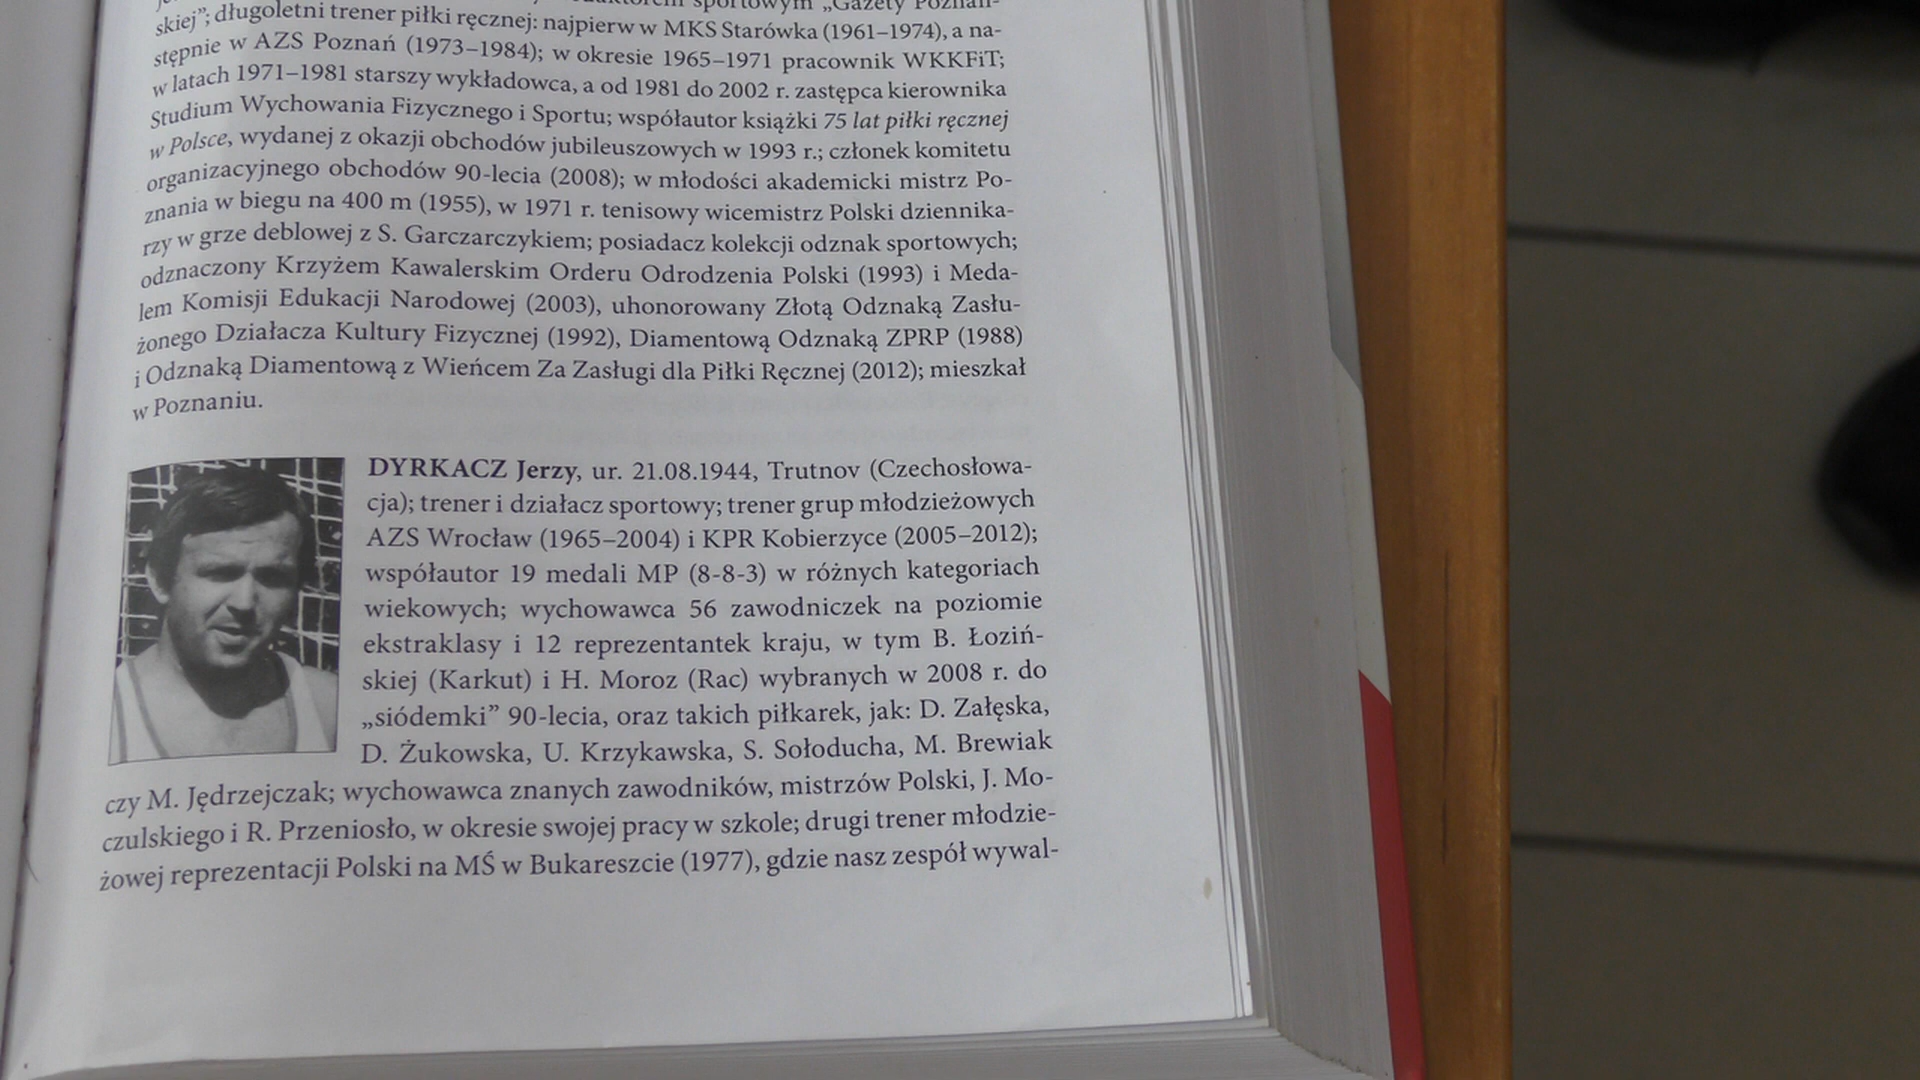 sportowym „Gazety Poznań-
skiej”; długoletni trener piłki ręcznej: najpierw w MKS Starówka (1961–1974), a na-
stępnie w AZS Poznań (1973–1984); w okresie 1965–1971 pracownik WKKFiT;
w latach 1971–1981 starszy wykładowca, a od 1981 do 2002 r. zastępca kierownika
Studium Wychowania Fizycznego i Sportu; współautor książki 75 lat piłki ręcznej
w Polsce, wydanej z okazji obchodów jubileuszowych w 1993 r.; członek komitetu
organizacyjnego obchodów 90-lecia (2008); w młodości akademicki mistrz Po-
znania w biegu na 400 m (1955), w 1971 r. tenisowy wicemistrz Polski dziennika-
rzy w grze deblowej z S. Garczarczykiem; posiadacz kolekcji odznak sportowych;
odznaczony Krzyżem Kawalerskim Orderu Odrodzenia Polski (1993) i Meda-
lem Komisji Edukacji Narodowej (2003), uhonorowany Złotą Odznaką Zasłu-
żonego Działacza Kultury Fizycznej (1992), Diamentową Odznaką ZPRP (1988)
i Odznaką Diamentową z Wieńcem Za Zasługi dla Piłki Ręcznej (2012); mieszkał
w Poznaniu.
DYRKACZ Jerzy, ur. 21.08.1944, Trutnov (Czechosłowa-
cja); trener i działacz sportowy; trener grup młodzieżowych
AZS Wrocław (1965–2004) i KPR Kobierzyce (2005–2012);
współautor 19 medali MP (8-8-3) w różnych kategoriach
wiekowych; wychowawca 56 zawodniczek na poziomie
ekstraklasy i 12 reprezentantek kraju, w tym B. Łoziń-
skiej (Karkut) i H. Moroz (Rac) wybranych w 2008 r. do
„siódemki” 90-lecia, oraz takich piłkarek, jak: D. Załęska,
D. Żukowska, U. Krzykawska, S. Sołoducha, M. Brewiak
czy M. Jędrzejczak; wychowawca znanych zawodników, mistrzów Polski, J. Mo-
czulskiego i R. Przeniosło, w okresie swojej pracy w szkole; drugi trener młodzie-
żowej reprezentacji Polski na MŚ w Bukareszcie (1977), gdzie nasz zespół wywal-